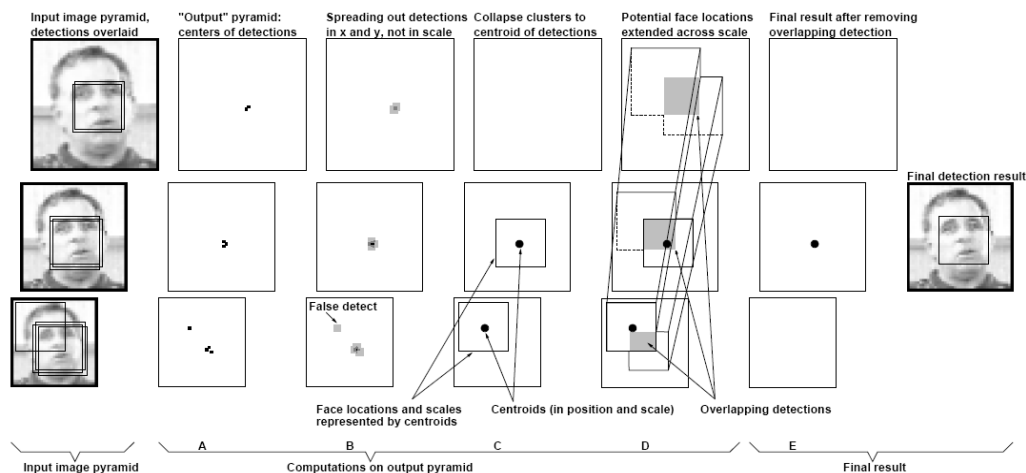 Input image pyramid,
detections overlaid
"Output" pyramid:
centers of detections
Spreading out detections
in x and y, not in scale
Collapse clusters to
centroid of detections
Potential face locations
extended across scale
Final result after removing
overlapping detection
Final detection result
False detect
Face locations and scales
represented by centroids
Centroids (in position and scale)
Overlapping detections
A
B
C
D
E
Input image pyramid
Computations on output pyramid
Final result